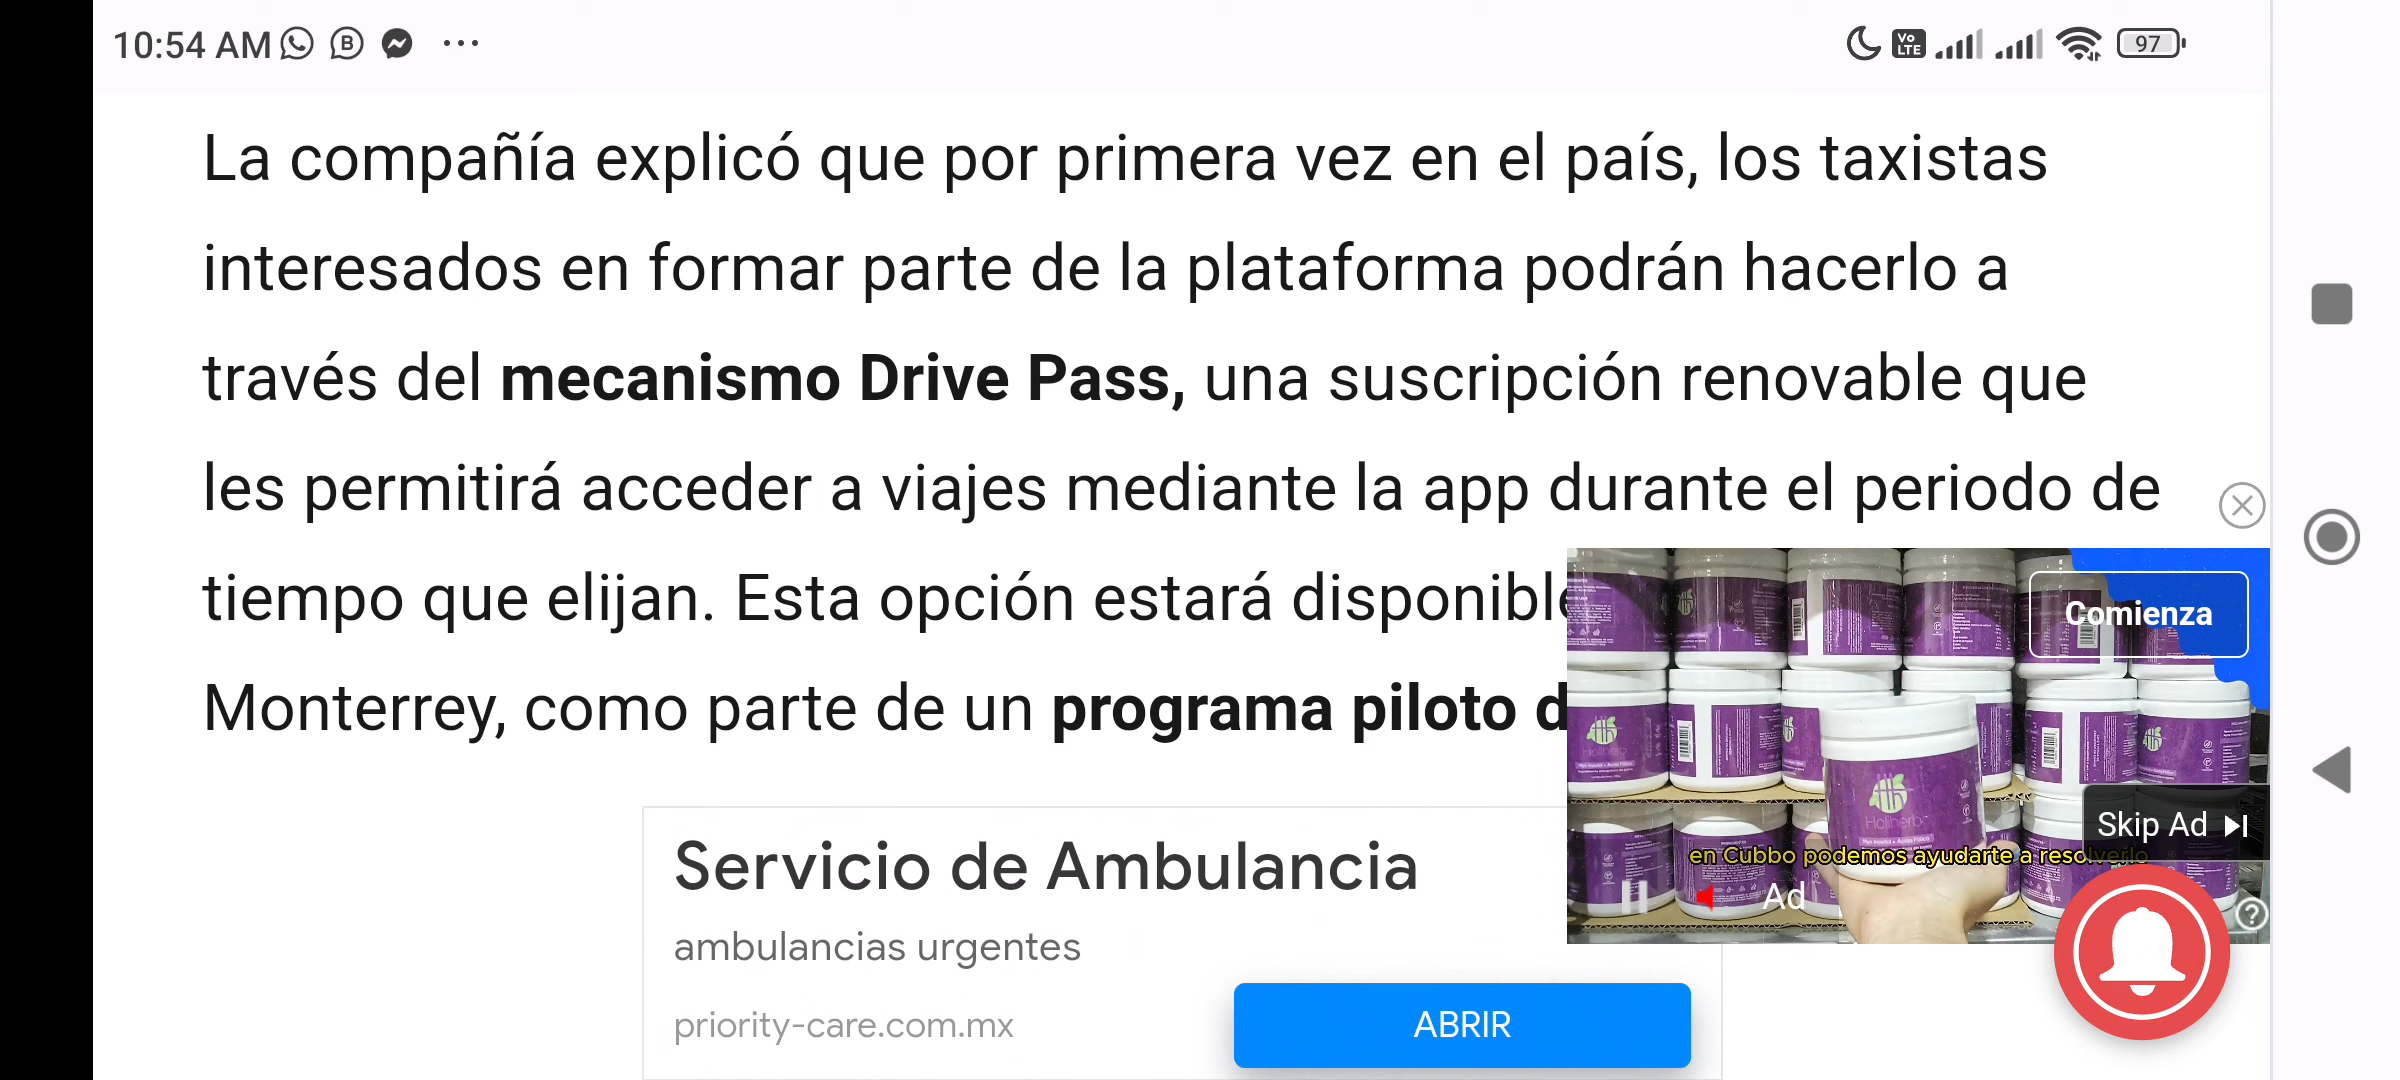 10:54 AM
Vo LTE
97
La compañía explicó que por primera vez en el país, los taxistas
interesados en formar parte de la plataforma podrán hacerlo a
través del mecanismo Drive Pass, una suscripción renovable que
les permitirá acceder a viajes mediante la app durante el periodo de
tiempo que elijan. Esta opción estará disponible
Monterrey, como parte de un programa piloto d
Comienza
Holiherb
Skip Ad
en Cubbo podemos ayudarte a resolverlo
Ad
Servicio de Ambulancia
ambulancias urgentes
priority-care.com.mx
ABRIR